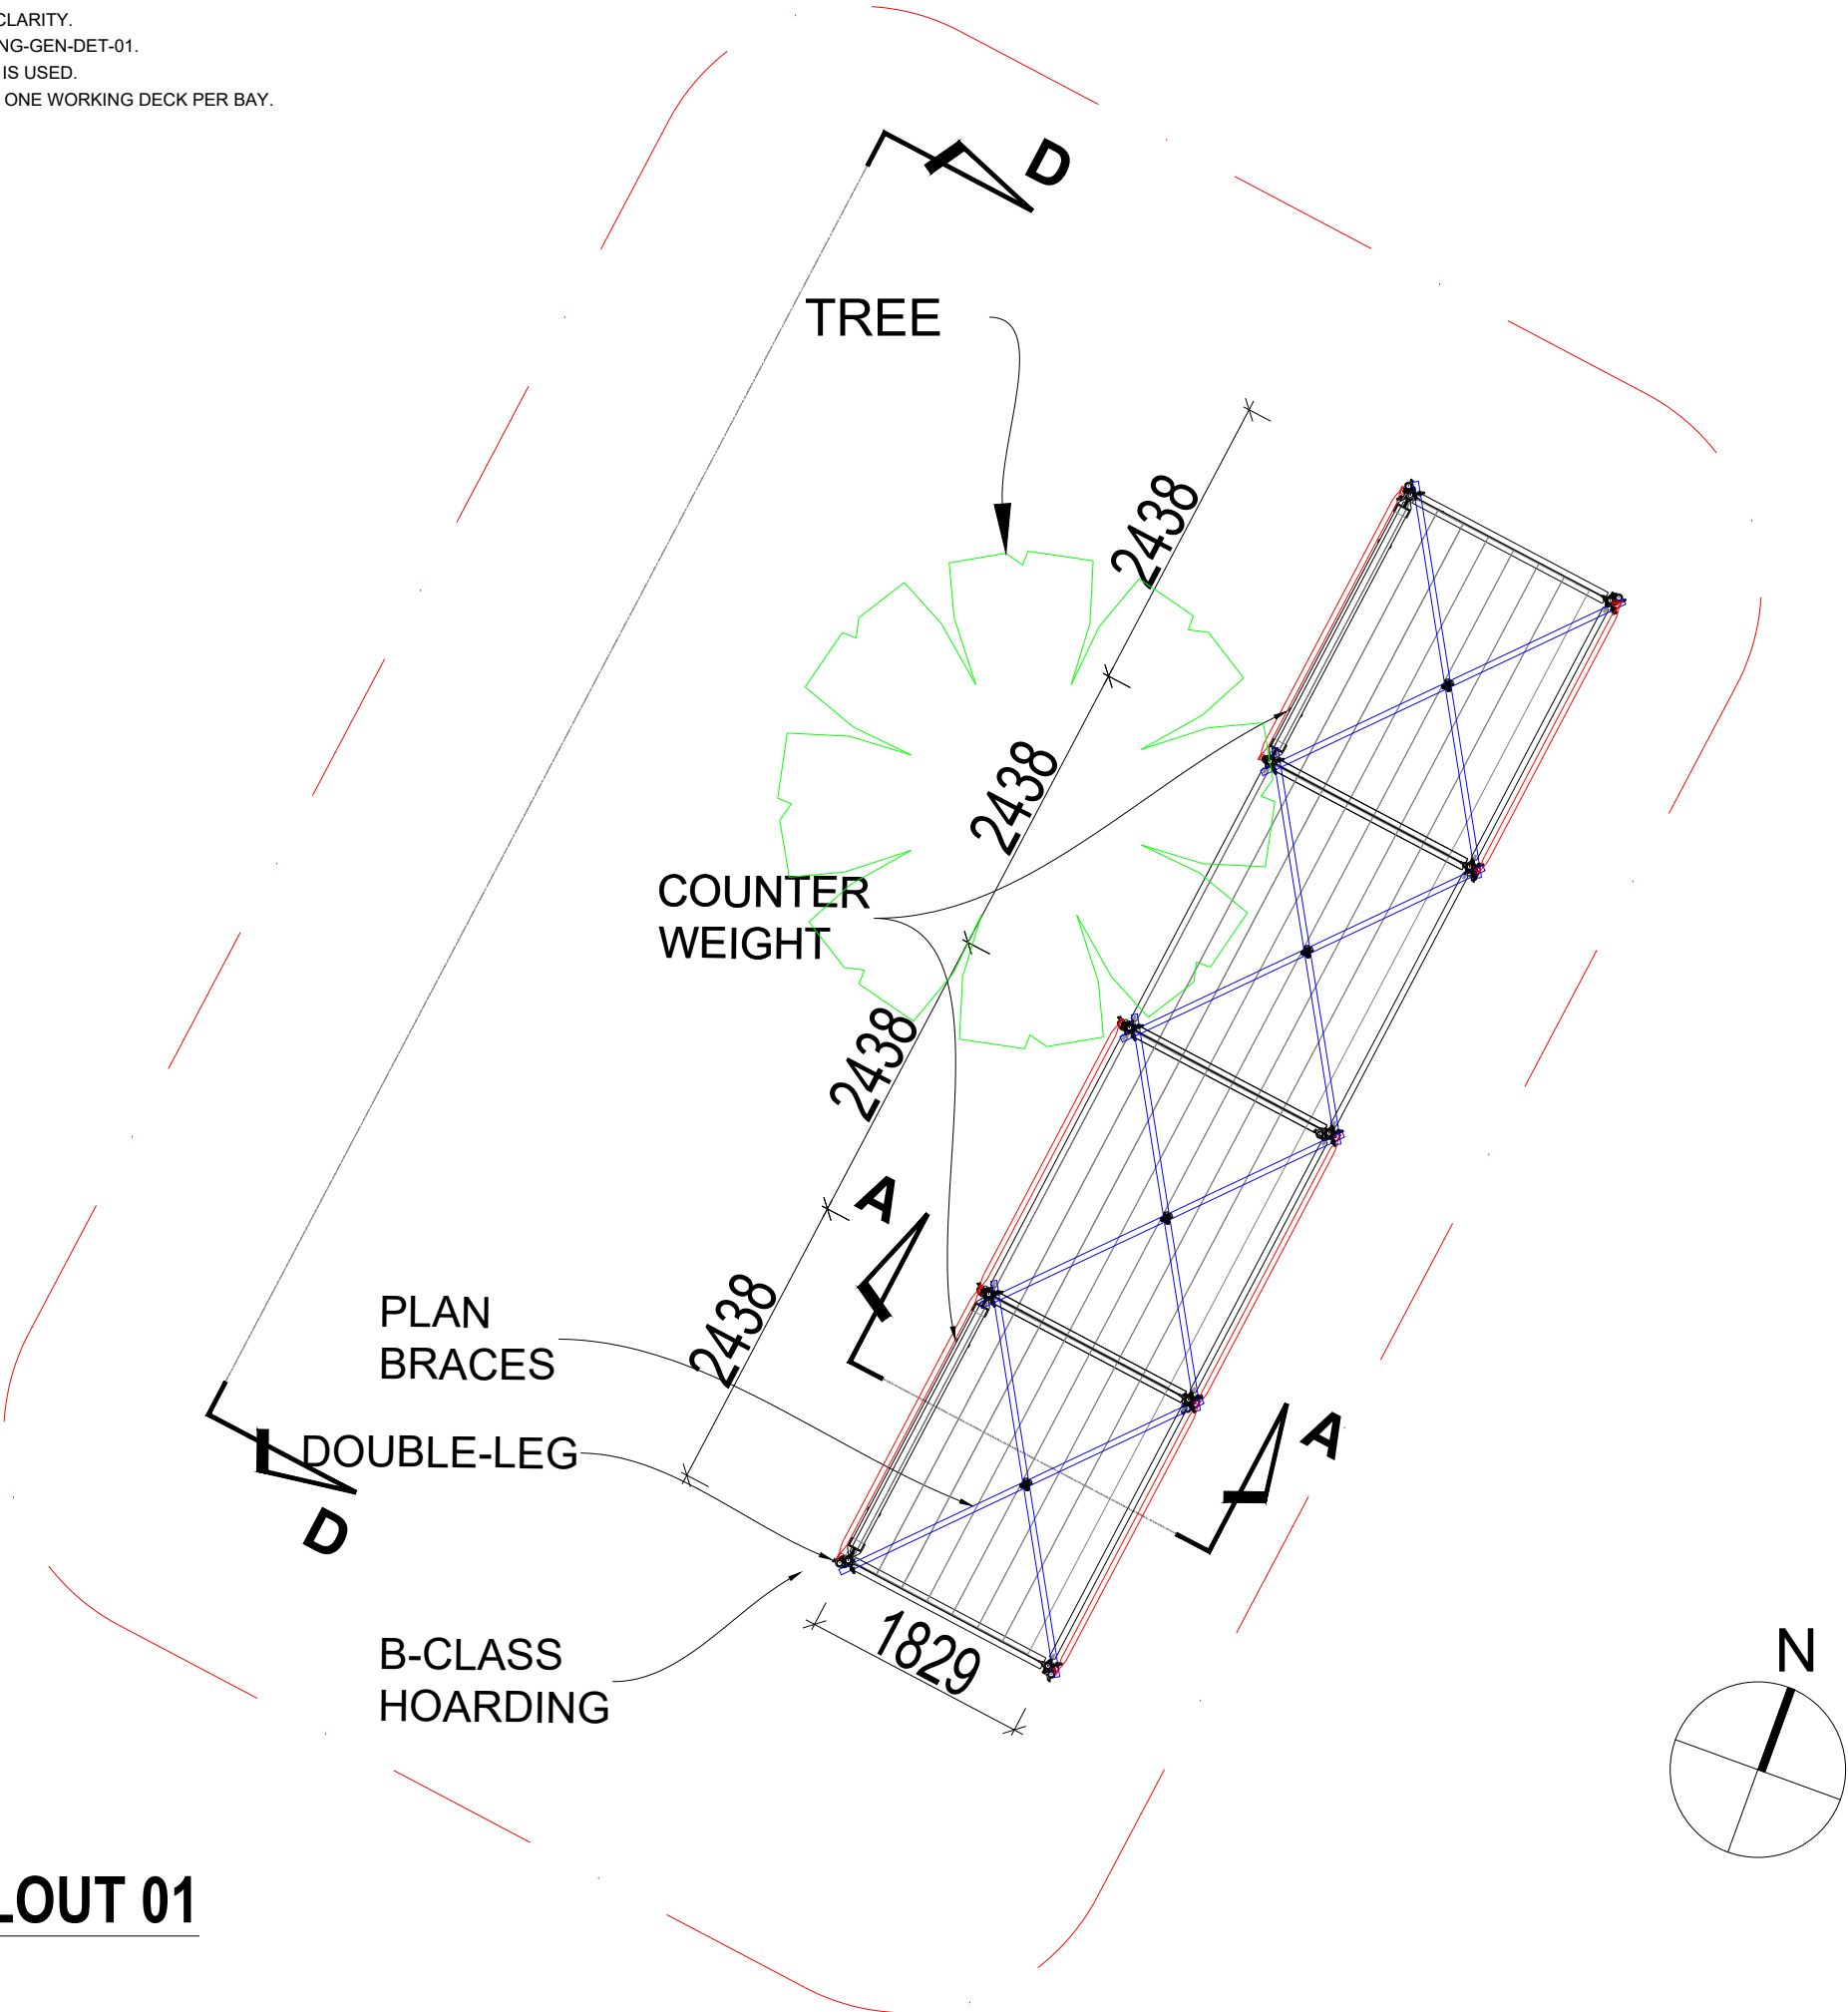 CLARITY.
NG-GEN-DET-01.
IS USED.
ONE WORKING DECK PER BAY.
D
TREE
2438
2438
COUNTER
WEIGHT
2438
A
2438
PLAN
BRACES
A
DOUBLE-LEG
D
1829
B-CLASS
HOARDING
N
LOUT 01